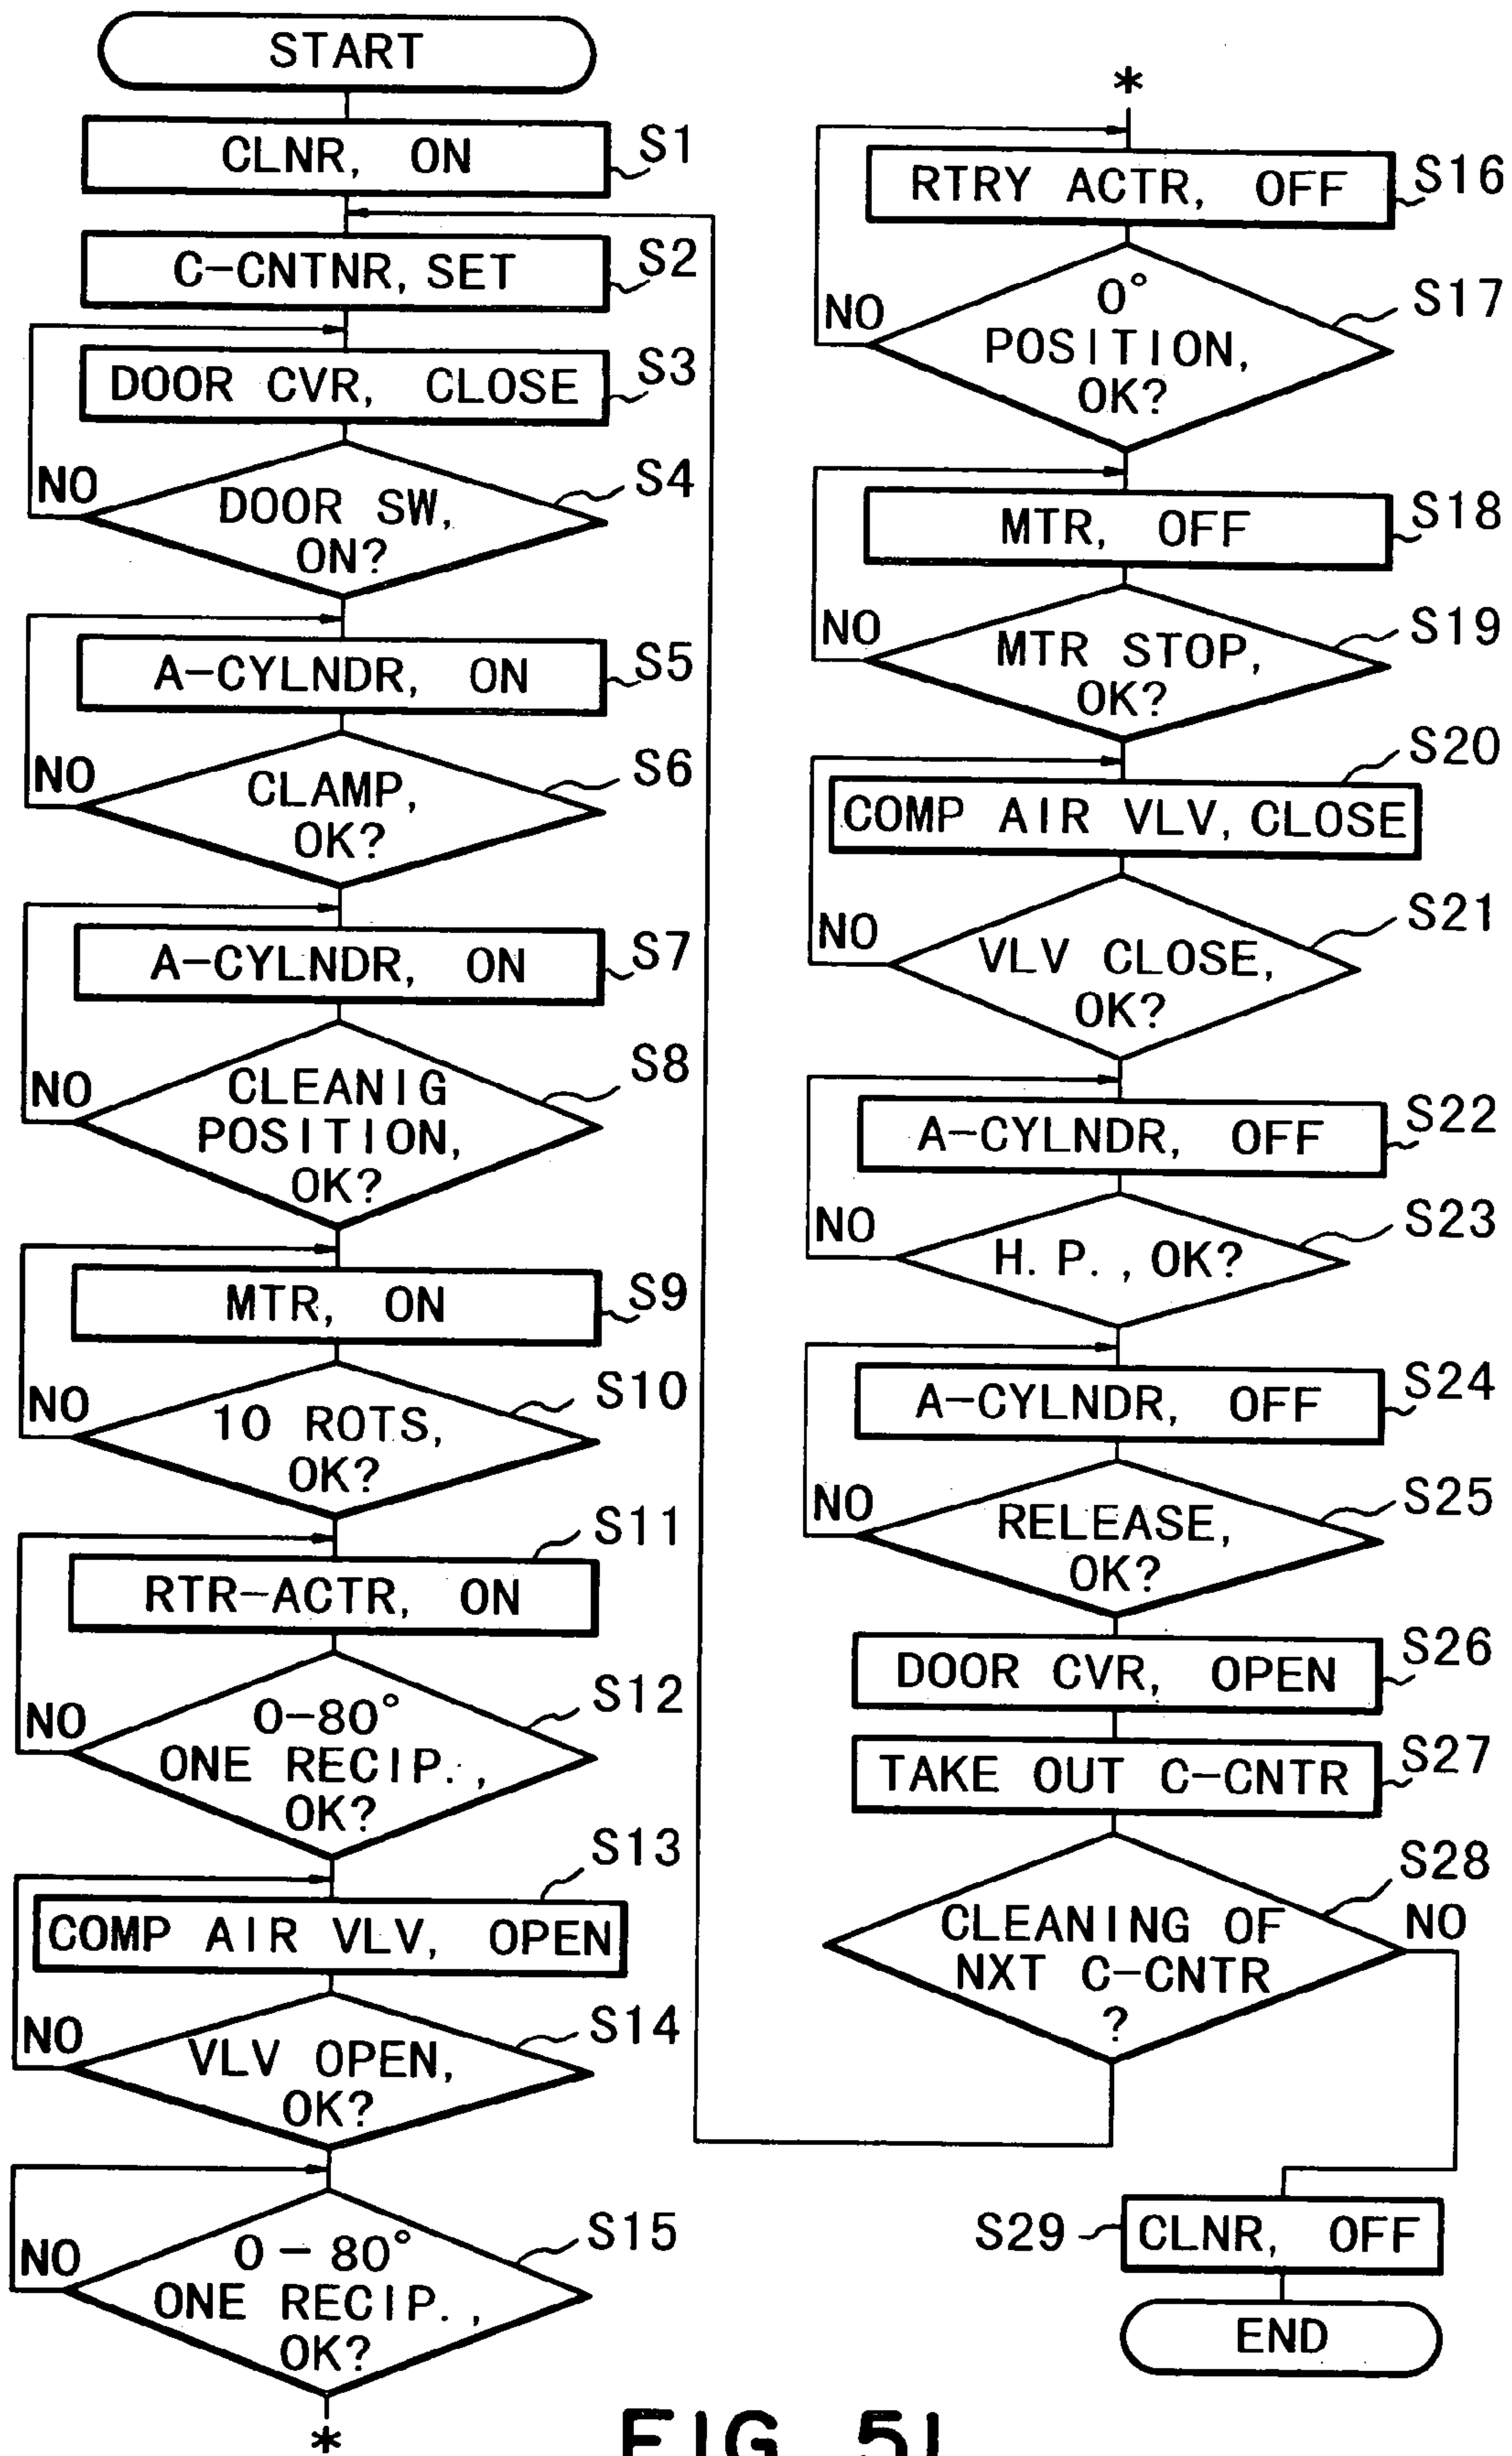 START
CLNR, ON
S1
C-CNTNR, SET
S2
DOOR CVR, CLOSE
S3
NO
DOOR SW,
ON?
S4
A-CYLNDR, ON
S5
NO
CLAMP,
OK?
S6
A-CYLNDR, ON
S7
NO
CLEANIG
POSITION,
OK?
S8
MTR, ON
S9
NO
10 ROTS,
OK?
S10
RTR-ACTR, ON
S11
NO
0-80°
ONE RECIP.,
OK?
S12
COMP AIR VLV, OPEN
S13
NO
VLV OPEN,
OK?
S14
NO
0-80°
ONE RECIP.,
OK?
S15
*
*
RTRY ACTR, OFF
S16
NO
0°
POSITION,
OK?
S17
MTR, OFF
S18
NO
MTR STOP,
OK?
S19
COMP AIR VLV, CLOSE
S20
NO
VLV CLOSE,
OK?
S21
A-CYLNDR, OFF
S22
NO
H.P., OK?
S23
A-CYLNDR, OFF
S24
NO
RELEASE,
OK?
S25
DOOR CVR, OPEN
S26
TAKE OUT C-CNTR
S27
CLEANING OF
NXT C-CNTR
?
S28
NO
S29
CLNR, OFF
END
FIG. 51